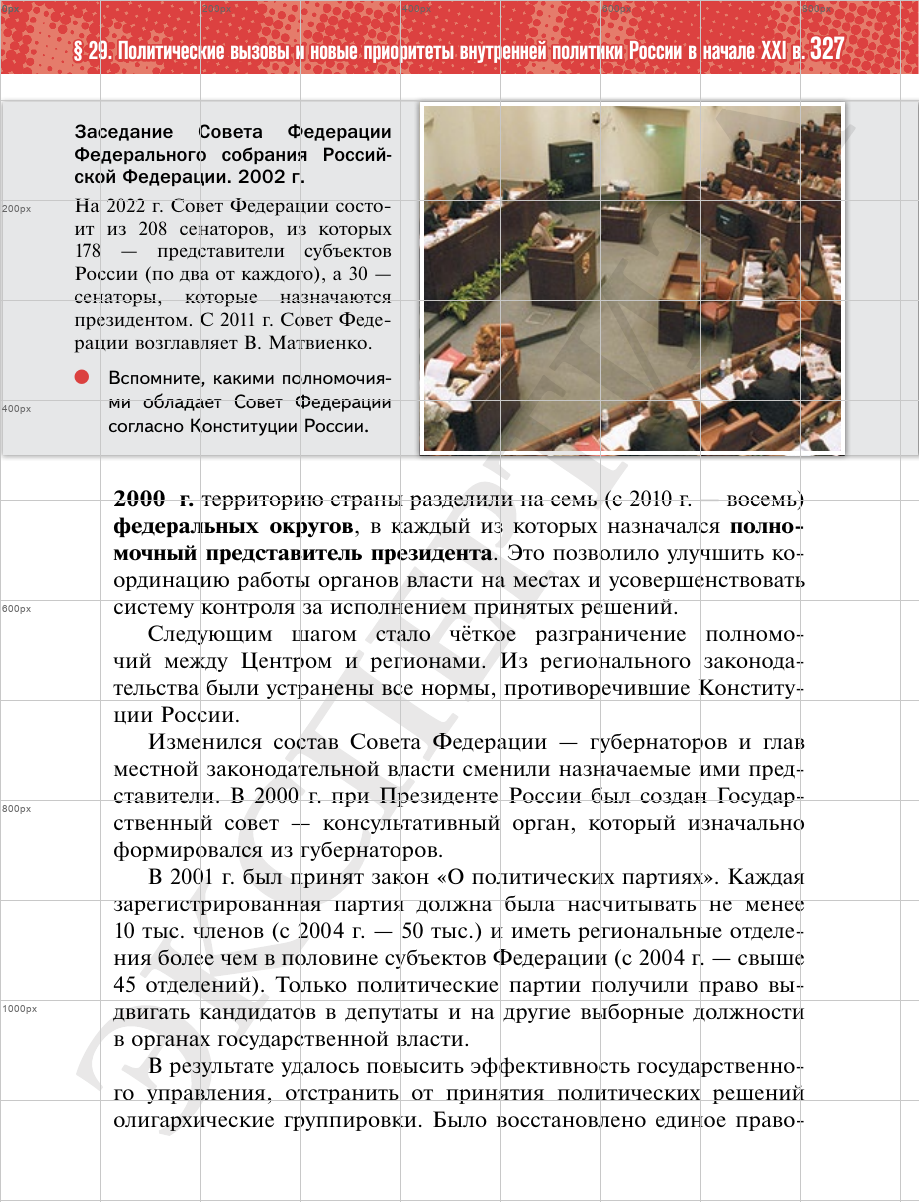 § 29. Политические вызовы и новые приоритеты внутренней политики России в начале XXI в. 327
Заседание Совета Федерации
Федерального собрания Россий-
ской Федерации. 2002 г.
На 2022 г. Совет Федерации состо-
ит из 208 сенаторов, из которых
178 — представители субъектов
России (по два от каждого), а 30 —
сенаторы, которые назначаются
президентом. С 2011 г. Совет Феде-
рации возглавляет В. Матвиенко.
Вспомните, какими полномочия-
ми обладает Совет Федерации
согласно Конституции России.
2000 г. территорию страны разделили на семь (с 2010 г. — восемь)
федеральных округов, в каждый из которых назначался полно-
мочный представитель президента. Это позволило улучшить ко-
ординацию работы органов власти на местах и усовершенствовать
систему контроля за исполнением принятых решений.
Следующим шагом стало чёткое разграничение полномо-
чий между Центром и регионами. Из регионального законода-
тельства были устранены все нормы, противоречившие Конститу-
ции России.
Изменился состав Совета Федерации — губернаторов и глав
местной законодательной власти сменили назначаемые ими пред-
ставители. В 2000 г. при Президенте России был создан Государ-
ственный совет — консультативный орган, который изначально
формировался из губернаторов.
В 2001 г. был принят закон «О политических партиях». Каждая
зарегистрированная партия должна была насчитывать не менее
10 тыс. членов (с 2004 г. — 50 тыс.) и иметь региональные отделе-
ния более чем в половине субъектов Федерации (с 2004 г. — свыше
45 отделений). Только политические партии получили право вы-
двигать кандидатов в депутаты и на другие выборные должности
в органах государственной власти.
В результате удалось повысить эффективность государственно-
го управления, отстранить от принятия политических решений
олигархические группировки. Было восстановлено единое право-
200px
400px
600px
800px
1000px